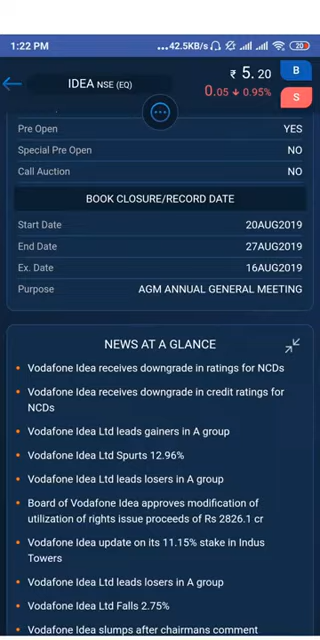 1:22 PM
...42.5KB/s
20
IDEA NSE (EQ)
₹ 5.20
0.05 ↓ 0.95%
B
S
Pre Open YES
Special Pre Open NO
Call Auction NO
BOOK CLOSURE/RECORD DATE
Start Date 20AUG2019
End Date 27AUG2019
Ex. Date 16AUG2019
Purpose AGM ANNUAL GENERAL MEETING
NEWS AT A GLANCE
• Vodafone Idea receives downgrade in ratings for NCDs
• Vodafone Idea receives downgrade in credit ratings for
NCDs
• Vodafone Idea Ltd leads gainers in A group
• Vodafone Idea Ltd Spurts 12.96%
• Vodafone Idea Ltd leads losers in A group
• Board of Vodafone Idea approves modification of
utilization of rights issue proceeds of Rs 2826.1 cr
• Vodafone Idea update on its 11.15% stake in Indus
Towers
• Vodafone Idea Ltd leads losers in A group
• Vodafone Idea Ltd Falls 2.75%
• Vodafone Idea slumps after chairmans comment